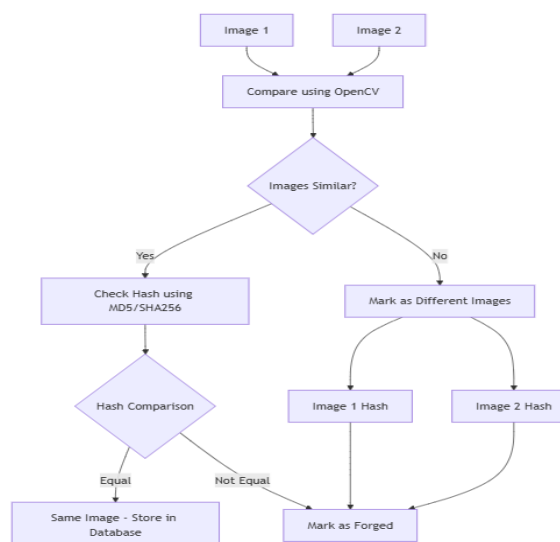 Image 1
Image 2
Compare using OpenCV
Images Similar?
Yes
No
Check Hash using
MD5/SHA256
Mark as Different Images
Hash Comparison
Image 1 Hash
Image 2 Hash
Equal
Not Equal
Same Image - Store in
Database
Mark as Forged